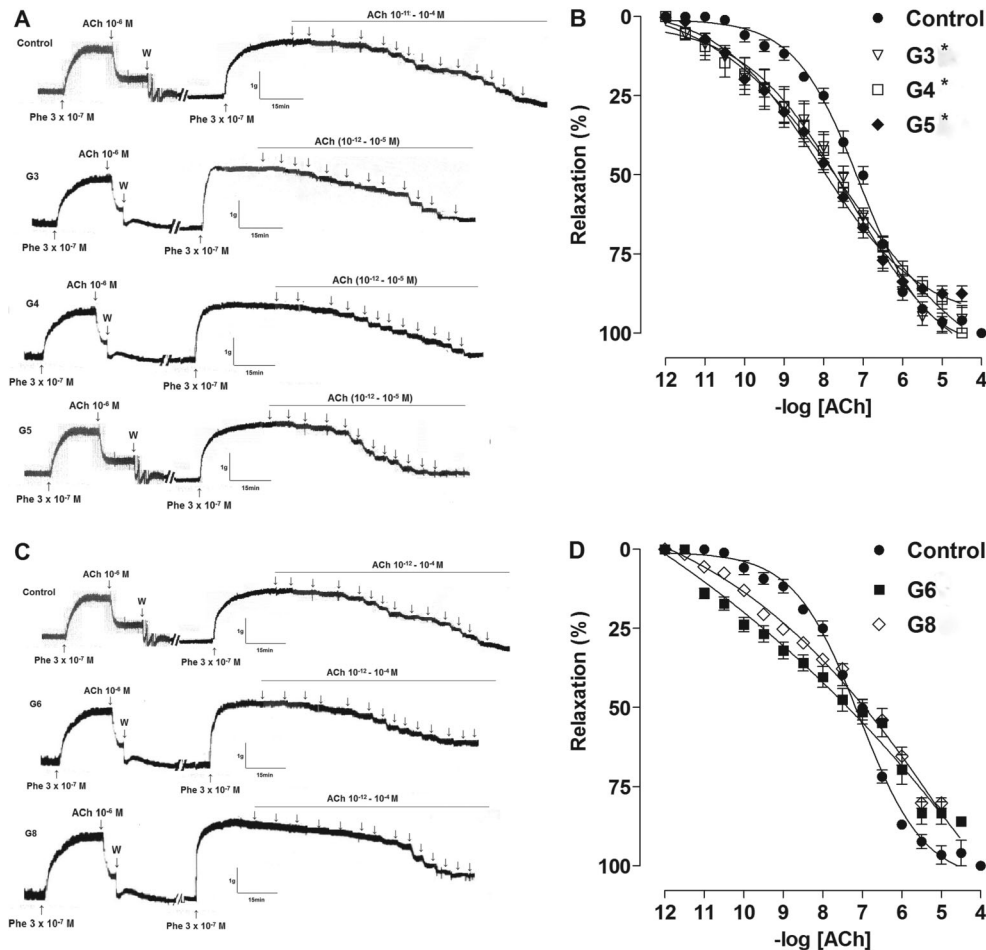 A
ACh 10⁻⁶ M
ACh 10⁻¹¹ - 10⁻⁴ M
Control
W
1g
15min
Phe 3 x 10⁻⁷ M
Phe 3 x 10⁻⁷ M
ACh 10⁻⁶ M
ACh (10⁻¹² - 10⁻⁵ M)
G3
W
1g
15min
Phe 3 x 10⁻⁷ M
Phe 3 x 10⁻⁷ M
ACh 10⁻⁶ M
ACh (10⁻¹² - 10⁻⁵ M)
G4
W
1g
15min
Phe 3 x 10⁻⁷ M
Phe 3 x 10⁻⁷ M
ACh 10⁻⁶ M
ACh (10⁻¹² - 10⁻⁵ M)
G5
W
1g
15min
Phe 3 x 10⁻⁷ M
Phe 3 x 10⁻⁷ M
B
Control
G3 *
G4 *
G5 *
Relaxation (%)
0
25
50
75
100
12 11 10 9 8 7 6 5 4
-log [ACh]
C
ACh 10⁻⁶ M
ACh 10⁻¹² - 10⁻⁴ M
Control
W
1g
15min
Phe 3 x 10⁻⁷ M
Phe 3 x 10⁻⁷ M
ACh 10⁻⁶ M
ACh 10⁻¹² - 10⁻⁴ M
G6
W
1g
15min
Phe 3 x 10⁻⁷ M
Phe 3 x 10⁻⁷ M
ACh 10⁻⁶ M
ACh 10⁻¹² - 10⁻⁴ M
G8
W
1g
15min
Phe 3 x 10⁻⁷ M
Phe 3 x 10⁻⁷ M
D
Control
G6
G8
Relaxation (%)
0
25
50
75
100
12 11 10 9 8 7 6 5 4
-log [ACh]